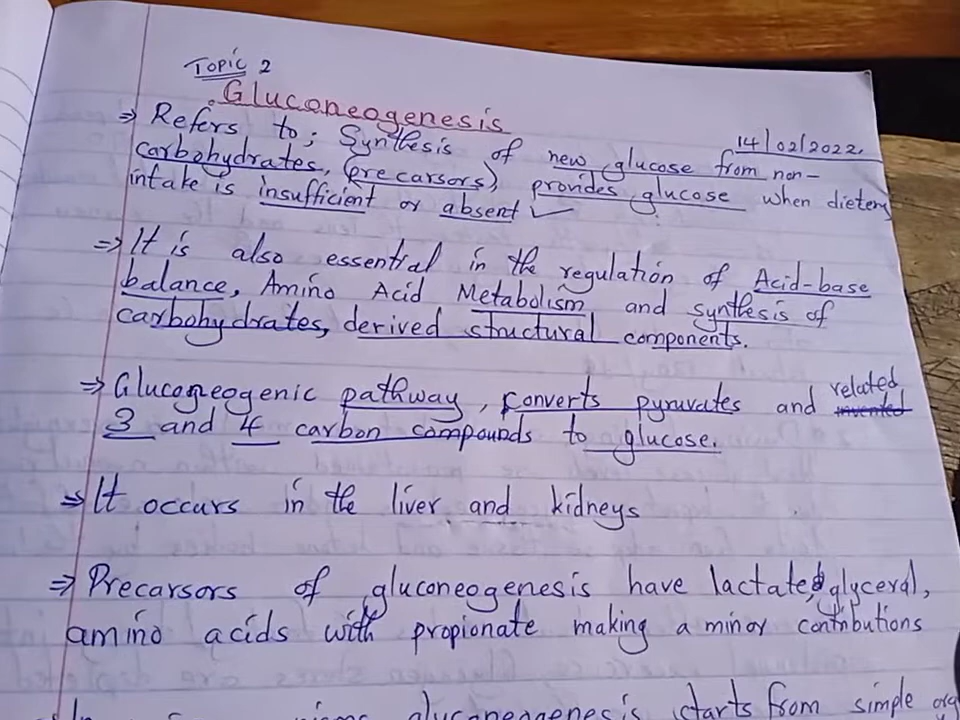 Topic 2
Gluconeogenesis
14/02/2022.
⇒ Refers to; Synthesis of new glucose from non-
carbohydrates, (precarsors), provides glucose when dietery
intake is insufficient or absent ✓
⇒ It is also essential in the regulation of Acid-base
balance, Amino Acid Metabolism and synthesis of
carbohydrates, derived structural components.
⇒ Gluconeogenic pathway, converts pyruvates and related
3 and 4 carbon compounds to glucose.
⇒ It occurs in the liver and kidneys
⇒ Precarsors of gluconeogenesis have lactate, glycerol,
amino acids with propionate making a minor contributions
gluconeogenesis starts from simple